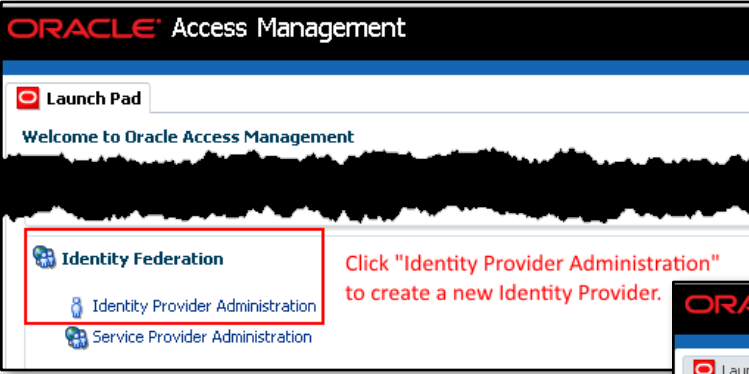 ORACLE Access Management
Launch Pad
Welcome to Oracle Access Management
Identity Federation
Click "Identity Provider Administration"
to create a new Identity Provider.
Identity Provider Administration
Service Provider Administration